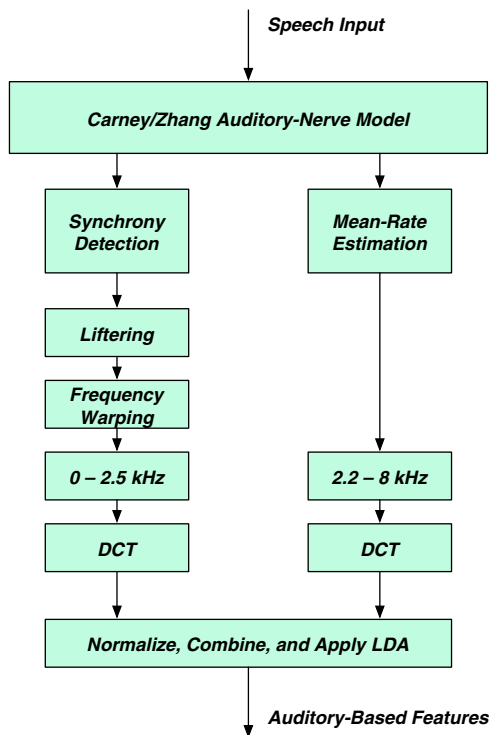 Speech Input
Carney/Zhang Auditory-Nerve Model
Synchrony
Detection
Mean-Rate
Estimation
Liftering
Frequency
Warping
0 – 2.5 kHz
2.2 – 8 kHz
DCT
DCT
Normalize, Combine, and Apply LDA
Auditory-Based Features